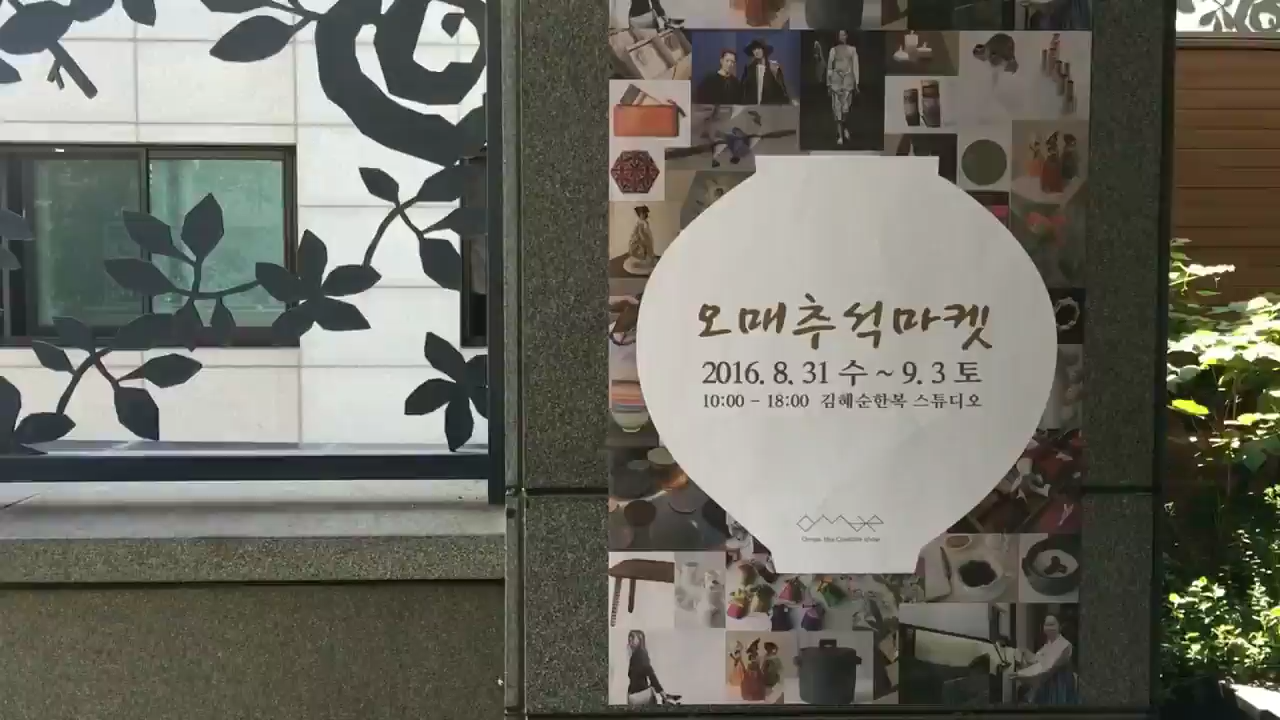 오매추석마켓
2016. 8. 31 수 ~ 9. 3 토
10:00 - 18:00 김혜순한복 스튜디오
omae